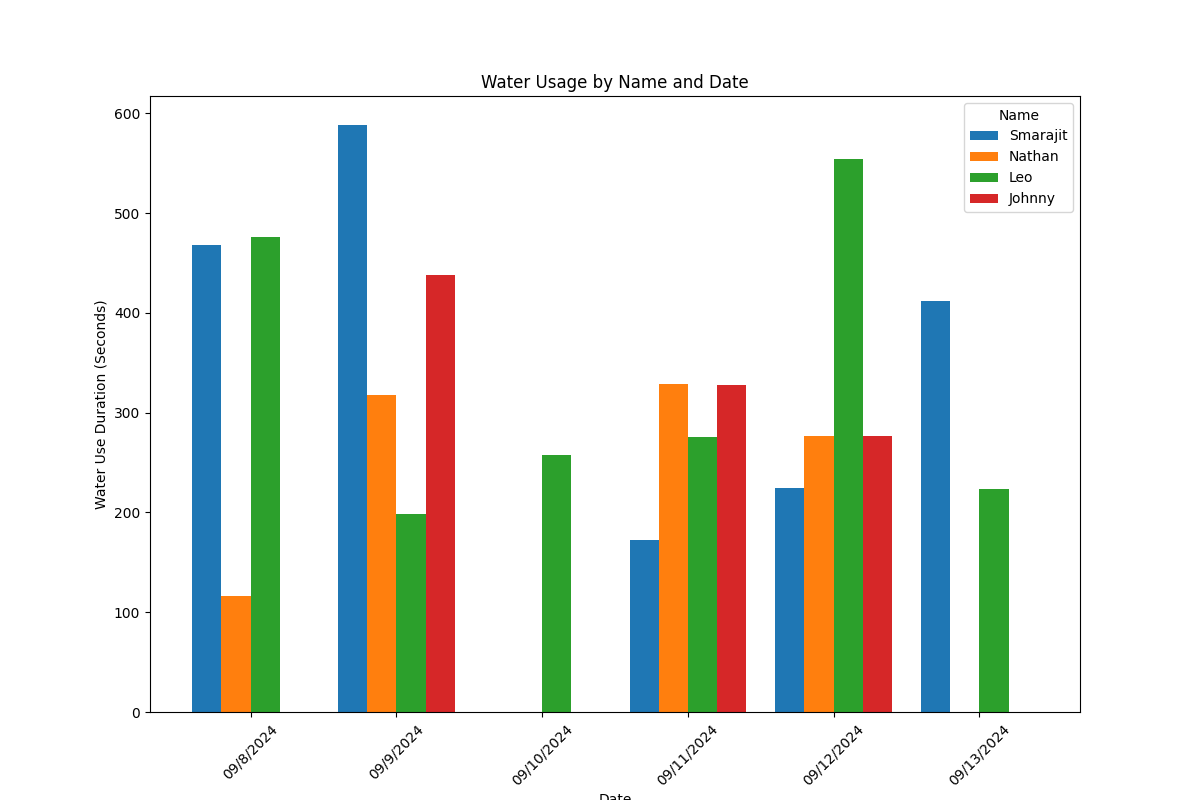 Water Usage by Name and Date
Name
Smarajit
Nathan
Leo
Johnny
Water Use Duration (Seconds)
600
500
400
300
200
100
0
09/8/2024
09/9/2024
09/10/2024
09/11/2024
09/12/2024
09/13/2024
Date